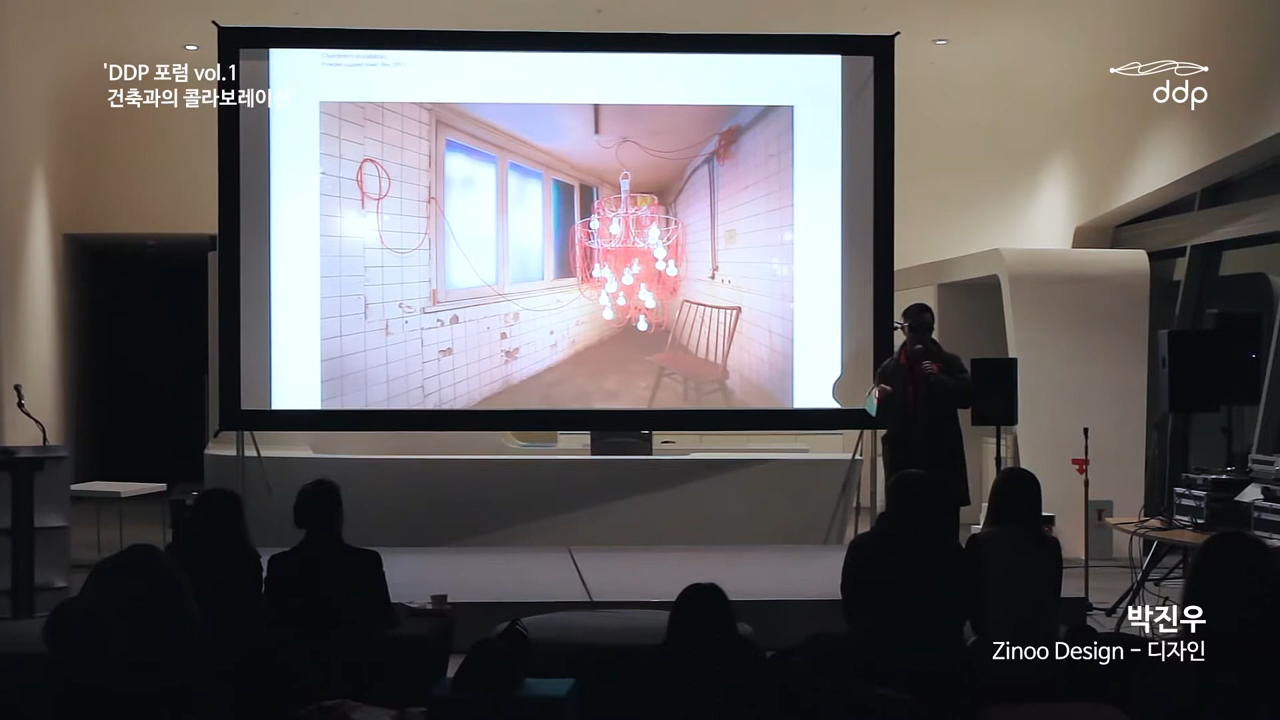 'DDP 포럼 vol.1
건축과의 콜라보레이션'
ddp
박진우
Zinoo Design - 디자인